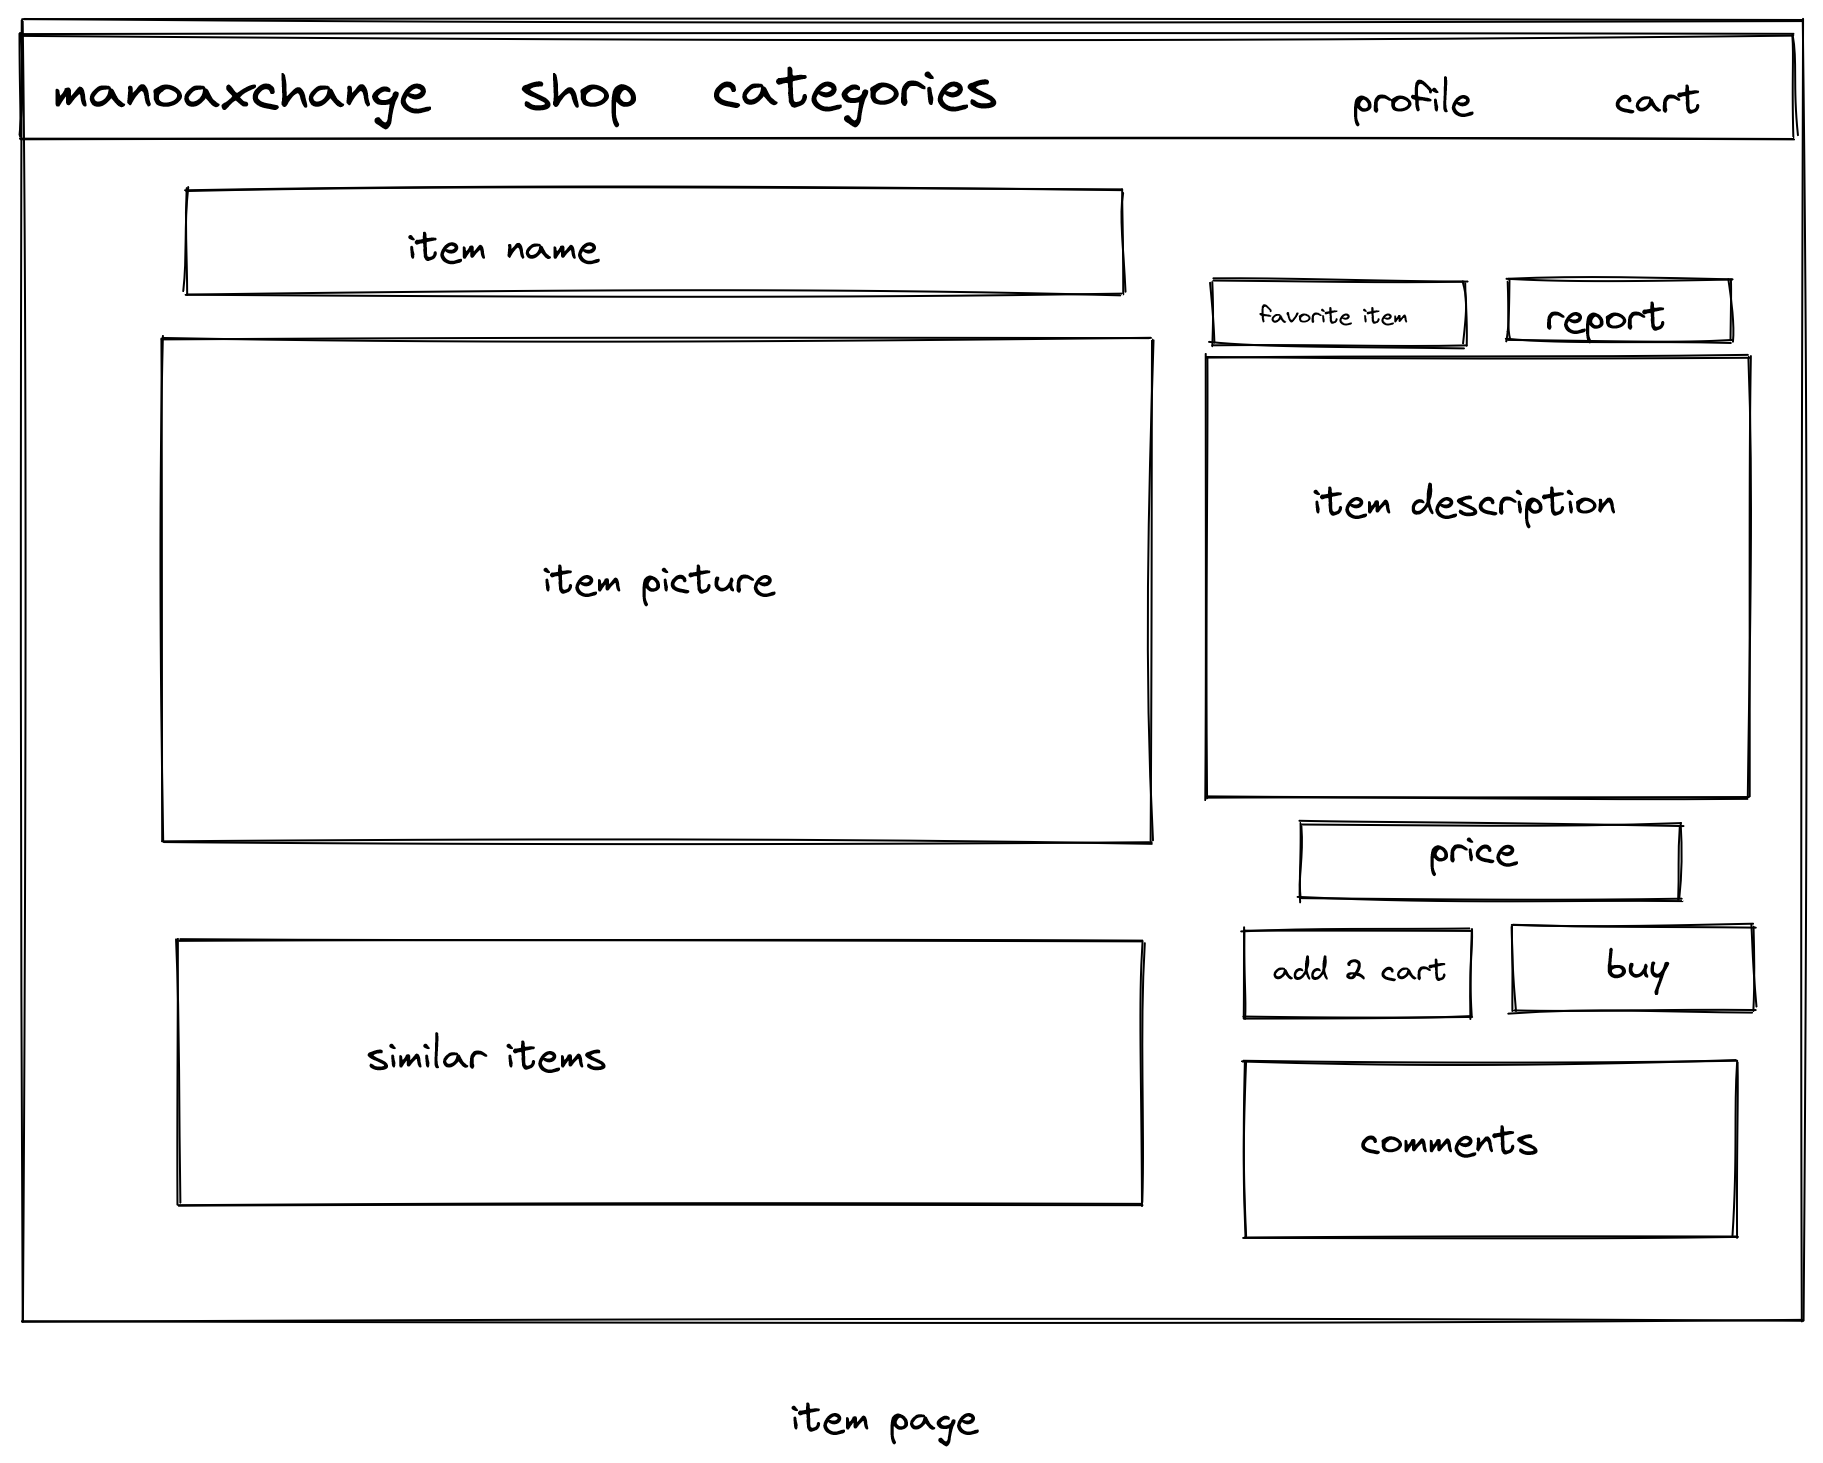 manoaxchange shop categories profile cart
item name
favorite item report
item description
item picture
price
add 2 cart buy
similar items
comments
item page